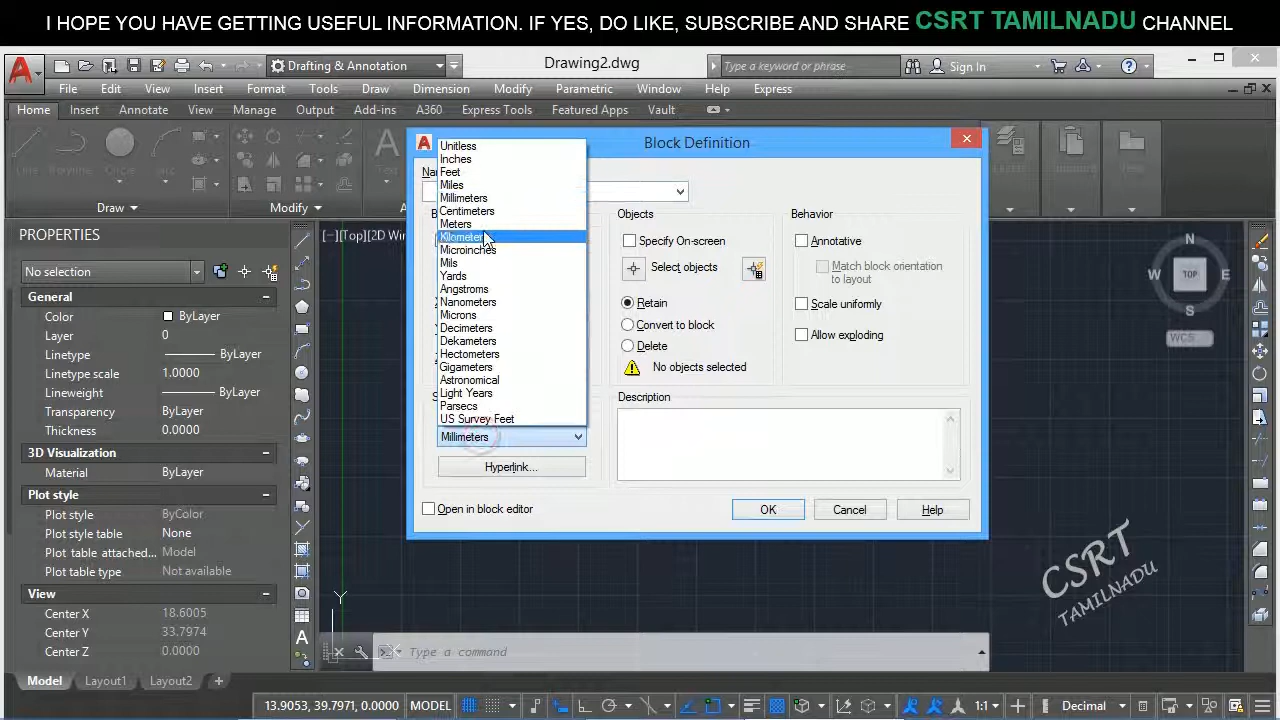 I HOPE YOU HAVE GETTING USEFUL INFORMATION. IF YES, DO LIKE, SUBSCRIBE AND SHARE CSRT TAMILNADU CHANNEL
Drafting & Annotation
Drawing2.dwg
Type a keyword or phrase
Sign In
File Edit View Insert Format Tools Draw Dimension Modify Parametric Window Help Express
Home Insert Annotate View Manage Output Add-ins A360 Express Tools Featured Apps Vault
Line Polyline Circle Arc
Draw
Modify
PROPERTIES
No selection
General
Color ByLayer
Layer 0
Linetype ByLayer
Linetype scale 1.0000
Lineweight ByLayer
Transparency ByLayer
Thickness 0.0000
3D Visualization
Material ByLayer
Plot style
Plot style ByColor
Plot style table None
Plot table attached... Model
Plot table type Not available
View
Center X 18.6005
Center Y 33.7974
Center Z 0.0000
[−][Top][2D Wir
Block Definition
Unitless
Inches
Feet
Miles
Millimeters
Centimeters
Meters
Kilometer
Microinches
Mils
Yards
Angstroms
Nanometers
Microns
Decimeters
Dekameters
Hectometers
Gigameters
Astronomical
Light Years
Parsecs
US Survey Feet
Millimeters
Hyperlink...
Open in block editor
Objects
Specify On-screen
Select objects
Retain
Convert to block
Delete
No objects selected
Behavior
Annotative
Match block orientation
to layout
Scale uniformly
Allow exploding
Description
OK Cancel Help
N
W TOP E
S
WCS
CSRT
TAMILNADU
Y
X
Type a command
Model Layout1 Layout2 +
13.9053, 39.7971, 0.0000 MODEL 1:1 Decimal